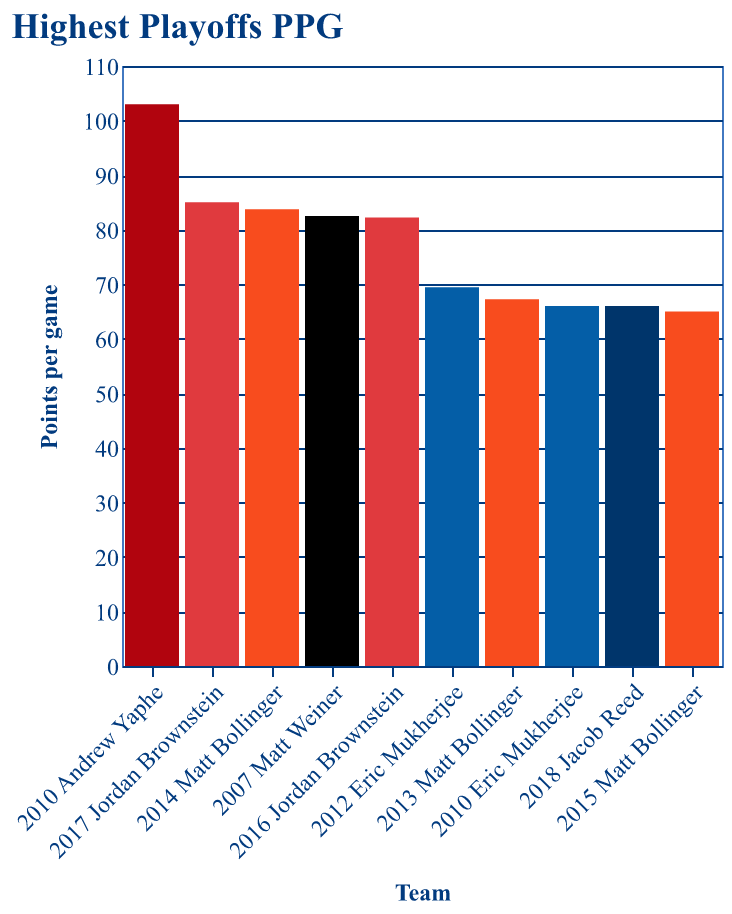 Highest Playoffs PPG
110
100
90
80
70
60
50
40
30
20
10
0
Points per game
2010 Andrew Yaphe
2017 Jordan Brownstein
2014 Matt Bollinger
2007 Matt Weiner
2016 Jordan Brownstein
2012 Eric Mukherjee
2013 Matt Bollinger
2010 Eric Mukherjee
2018 Jacob Reed
2015 Matt Bollinger
Team